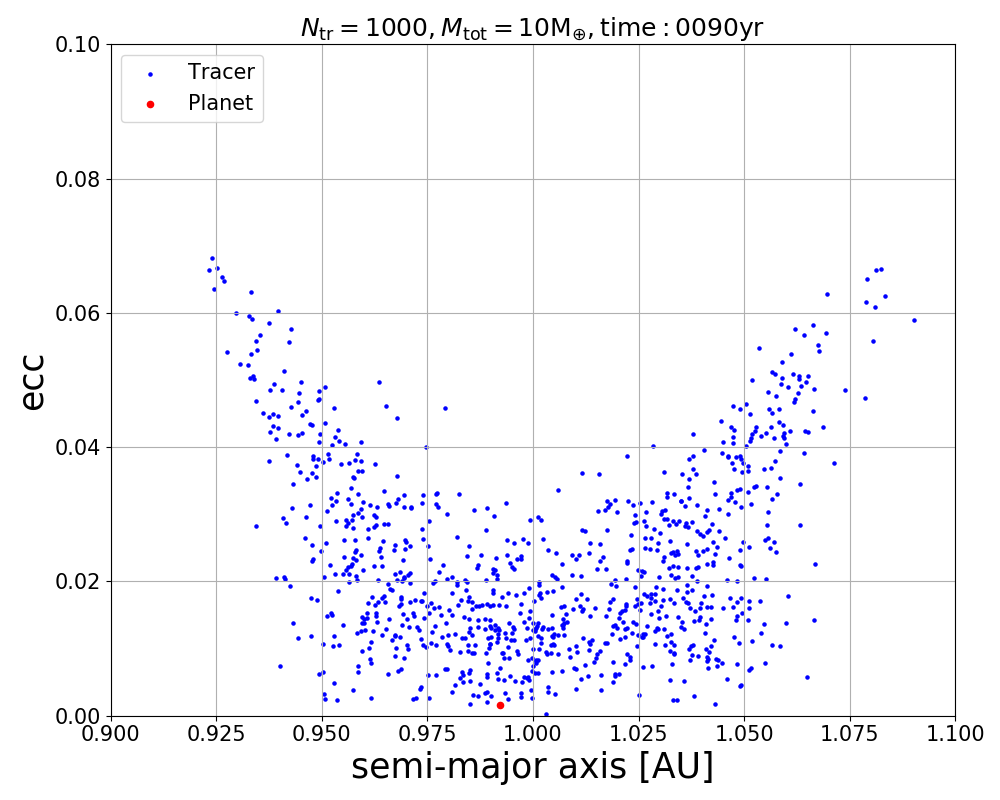 N_tr = 1000, M_tot = 10M_⊕, time : 0090yr
Tracer
Planet
0.10
0.08
0.06
0.04
0.02
0.00
ecc
0.900 0.925 0.950 0.975 1.000 1.025 1.050 1.075 1.100
semi-major axis [AU]